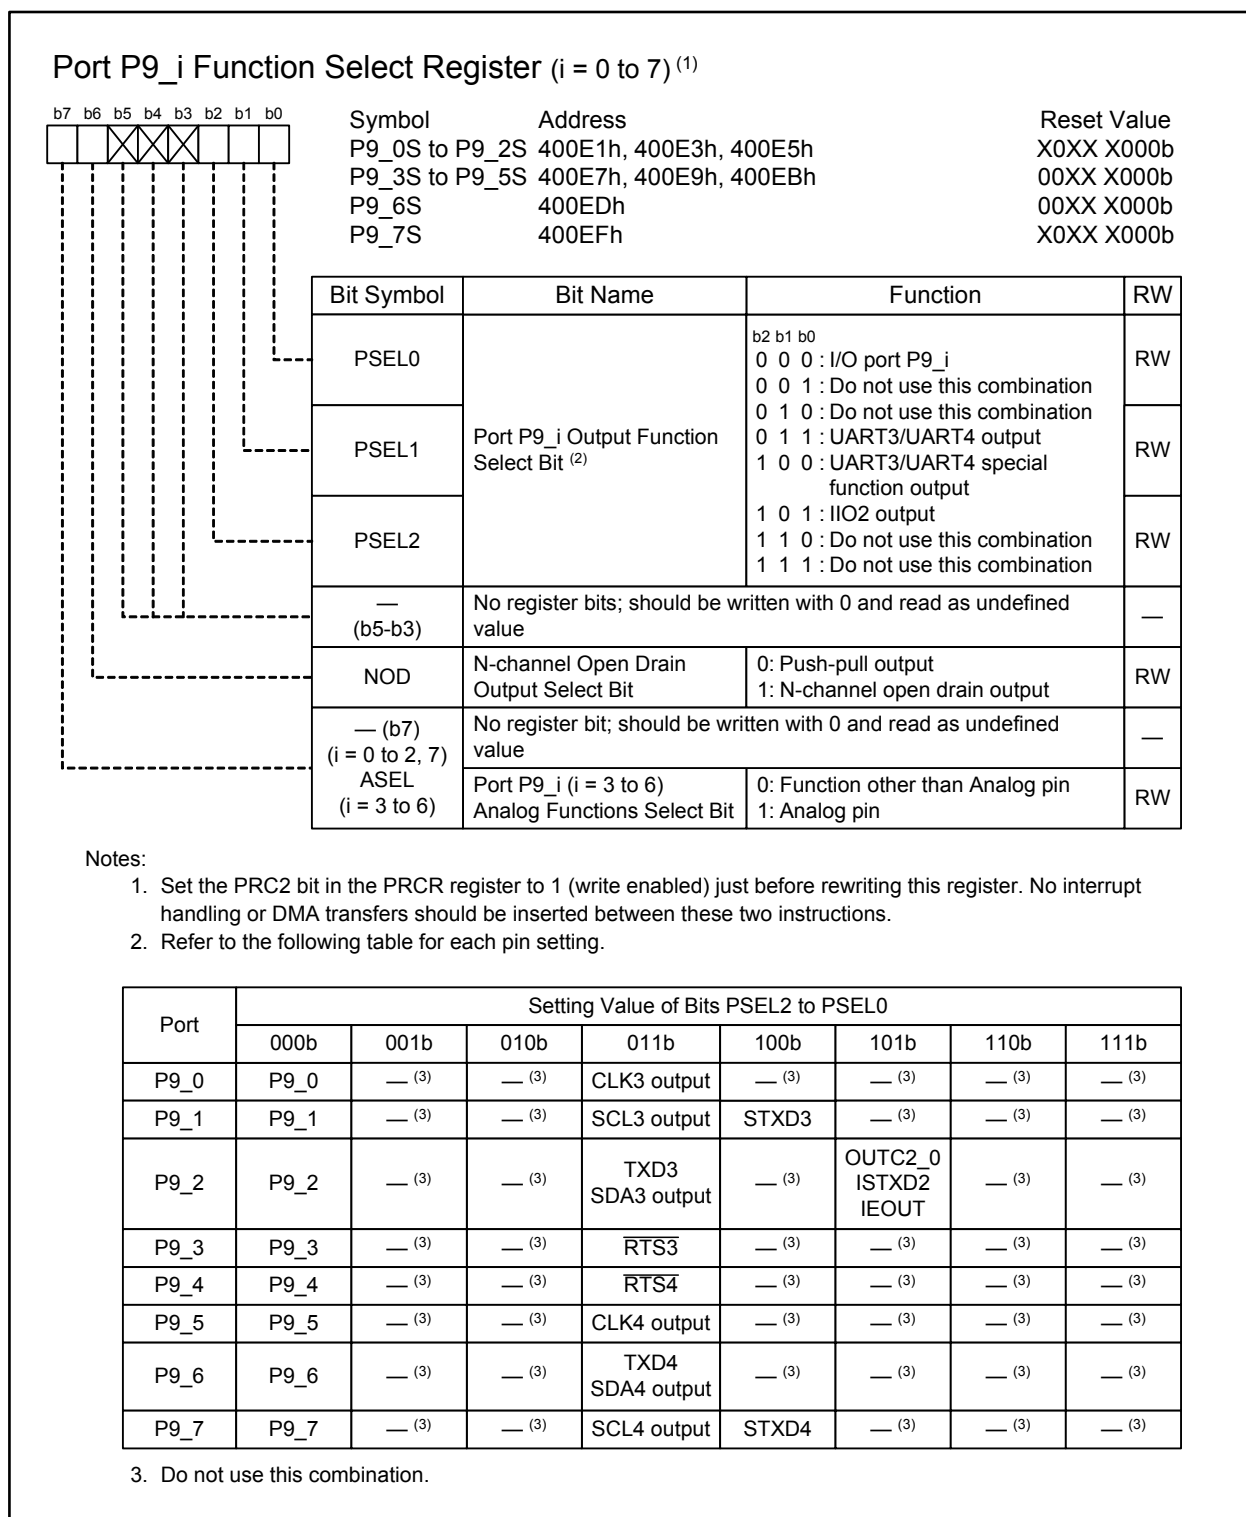 Port P9_i Function Select Register (i = 0 to 7) (1)
b7 b6 b5 b4 b3 b2 b1 b0
Symbol Address Reset Value
P9_0S to P9_2S 400E1h, 400E3h, 400E5h X0XX X000b
P9_3S to P9_5S 400E7h, 400E9h, 400EBh 00XX X000b
P9_6S 400EDh 00XX X000b
P9_7S 400EFh X0XX X000b
Bit Symbol Bit Name Function RW
PSEL0
PSEL1
PSEL2
Port P9_i Output Function
Select Bit (2)
b2 b1 b0
0 0 0 : I/O port P9_i
0 0 1 : Do not use this combination
0 1 0 : Do not use this combination
0 1 1 : UART3/UART4 output
1 0 0 : UART3/UART4 special
function output
1 0 1 : IIO2 output
1 1 0 : Do not use this combination
1 1 1 : Do not use this combination
RW
RW
RW
—
(b5-b3)
No register bits; should be written with 0 and read as undefined
value
—
NOD
N-channel Open Drain
Output Select Bit
0: Push-pull output
1: N-channel open drain output
RW
— (b7)
(i = 0 to 2, 7)
ASEL
(i = 3 to 6)
No register bit; should be written with 0 and read as undefined
value
—
Port P9_i (i = 3 to 6)
Analog Functions Select Bit
0: Function other than Analog pin
1: Analog pin
RW
Notes:
1. Set the PRC2 bit in the PRCR register to 1 (write enabled) just before rewriting this register. No interrupt
handling or DMA transfers should be inserted between these two instructions.
2. Refer to the following table for each pin setting.
Port Setting Value of Bits PSEL2 to PSEL0
000b 001b 010b 011b 100b 101b 110b 111b
P9_0 P9_0 — (3) — (3) CLK3 output — (3) — (3) — (3) — (3)
P9_1 P9_1 — (3) — (3) SCL3 output STXD3 — (3) — (3) — (3)
P9_2 P9_2 — (3) — (3) TXD3 SDA3 output — (3) OUTC2_0 ISTXD2 IEOUT — (3) — (3)
P9_3 P9_3 — (3) — (3) R̅T̅S̅3̅ — (3) — (3) — (3) — (3)
P9_4 P9_4 — (3) — (3) R̅T̅S̅4̅ — (3) — (3) — (3) — (3)
P9_5 P9_5 — (3) — (3) CLK4 output — (3) — (3) — (3) — (3)
P9_6 P9_6 — (3) — (3) TXD4 SDA4 output — (3) — (3) — (3) — (3)
P9_7 P9_7 — (3) — (3) SCL4 output STXD4 — (3) — (3) — (3)
3. Do not use this combination.